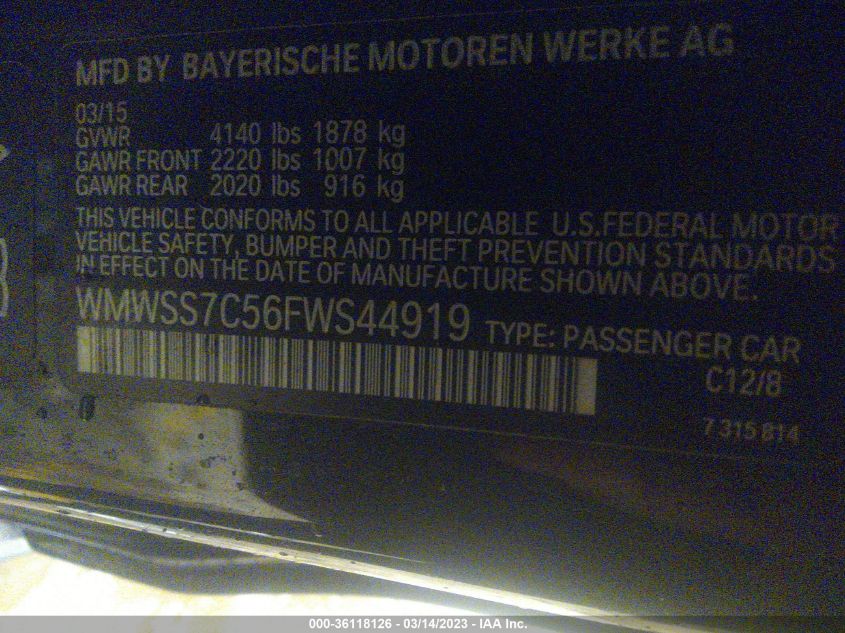 MFD BY BAYERISCHE MOTOREN WERKE AG
03/15
GVWR 4140 lbs 1878 kg
GAWR FRONT 2220 lbs 1007 kg
GAWR REAR 2020 lbs 916 kg
THIS VEHICLE CONFORMS TO ALL APPLICABLE U.S.FEDERAL MOTOR
VEHICLE SAFETY, BUMPER AND THEFT PREVENTION STANDARDS
IN EFFECT ON THE DATE OF MANUFACTURE SHOWN ABOVE.
WMWSS7C56FWS44919 TYPE: PASSENGER CAR
C12/8
7 315 814
000-36118126 - 03/14/2023 - IAA Inc.